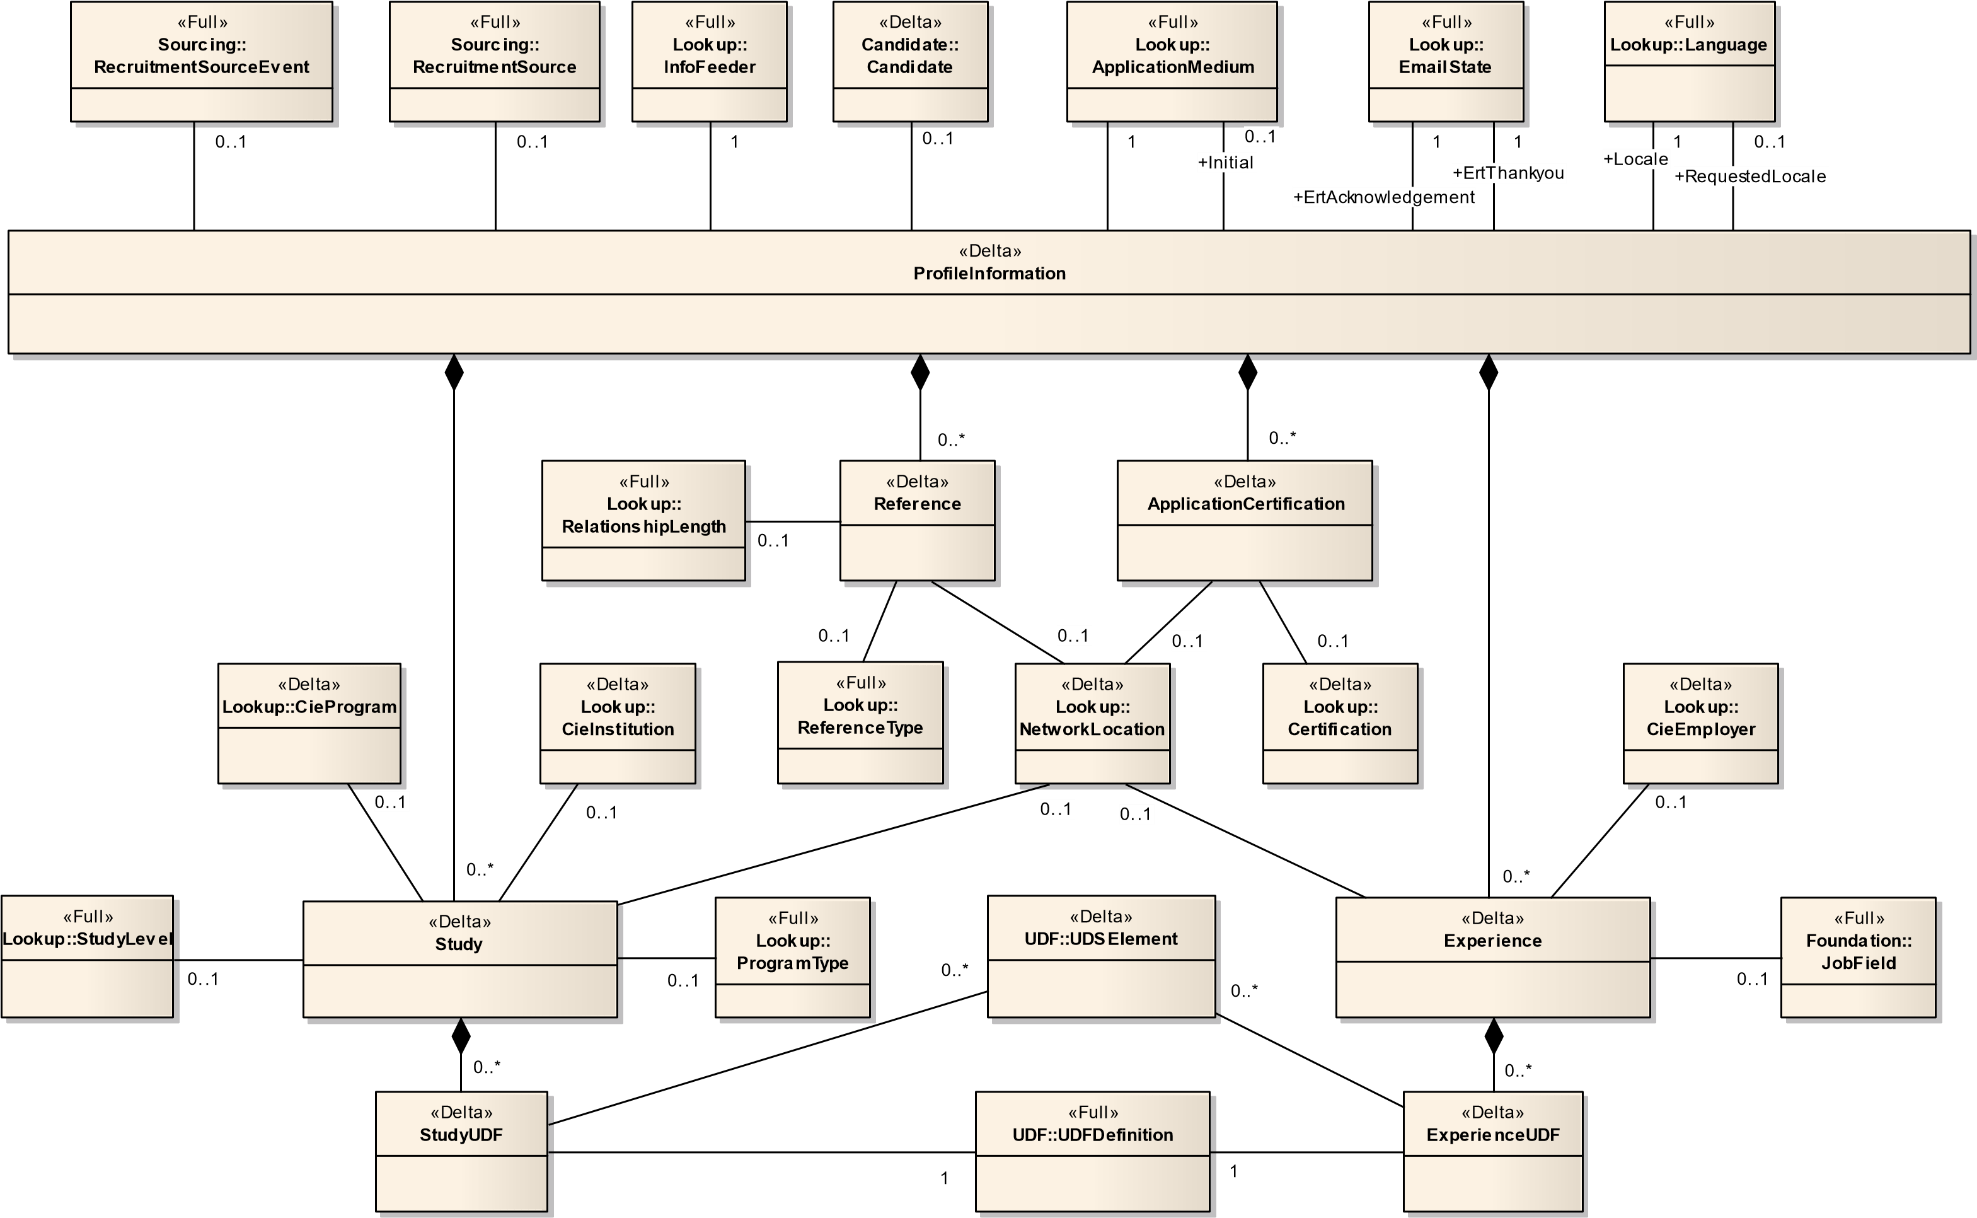 «Full»
Sourcing::
RecruitmentSourceEvent
«Full»
Sourcing::
RecruitmentSource
«Full»
Lookup::
InfoFeeder
«Delta»
Candidate::
Candidate
«Full»
Lookup::
ApplicationMedium
«Full»
Lookup::
EmailState
«Full»
Lookup::Language
0..1
0..1
1
0..1
1
0..1
+Initial
1
+ErtAcknowledgement
1
+ErtThankyou
1
+Locale
0..1
+RequestedLocale
«Delta»
ProfileInformation
0..*
0..*
«Full»
Lookup::
RelationshipLength
0..1
«Delta»
Reference
«Delta»
ApplicationCertification
0..1
0..1
0..1
0..1
«Delta»
Lookup::CieProgram
«Delta»
Lookup::
CieInstitution
«Full»
Lookup::
ReferenceType
«Delta»
Lookup::
NetworkLocation
«Delta»
Lookup::
Certification
«Delta»
Lookup::
CieEmployer
0..1
0..1
0..1
0..1
0..1
0..*
0..*
«Full»
Lookup::StudyLevel
0..1
«Delta»
Study
0..1
«Full»
Lookup::
ProgramType
«Delta»
UDF::UDSElement
0..*
0..*
«Delta»
Experience
0..1
«Full»
Foundation::
JobField
0..*
0..*
«Delta»
StudyUDF
1
«Full»
UDF::UDFDefinition
1
«Delta»
ExperienceUDF